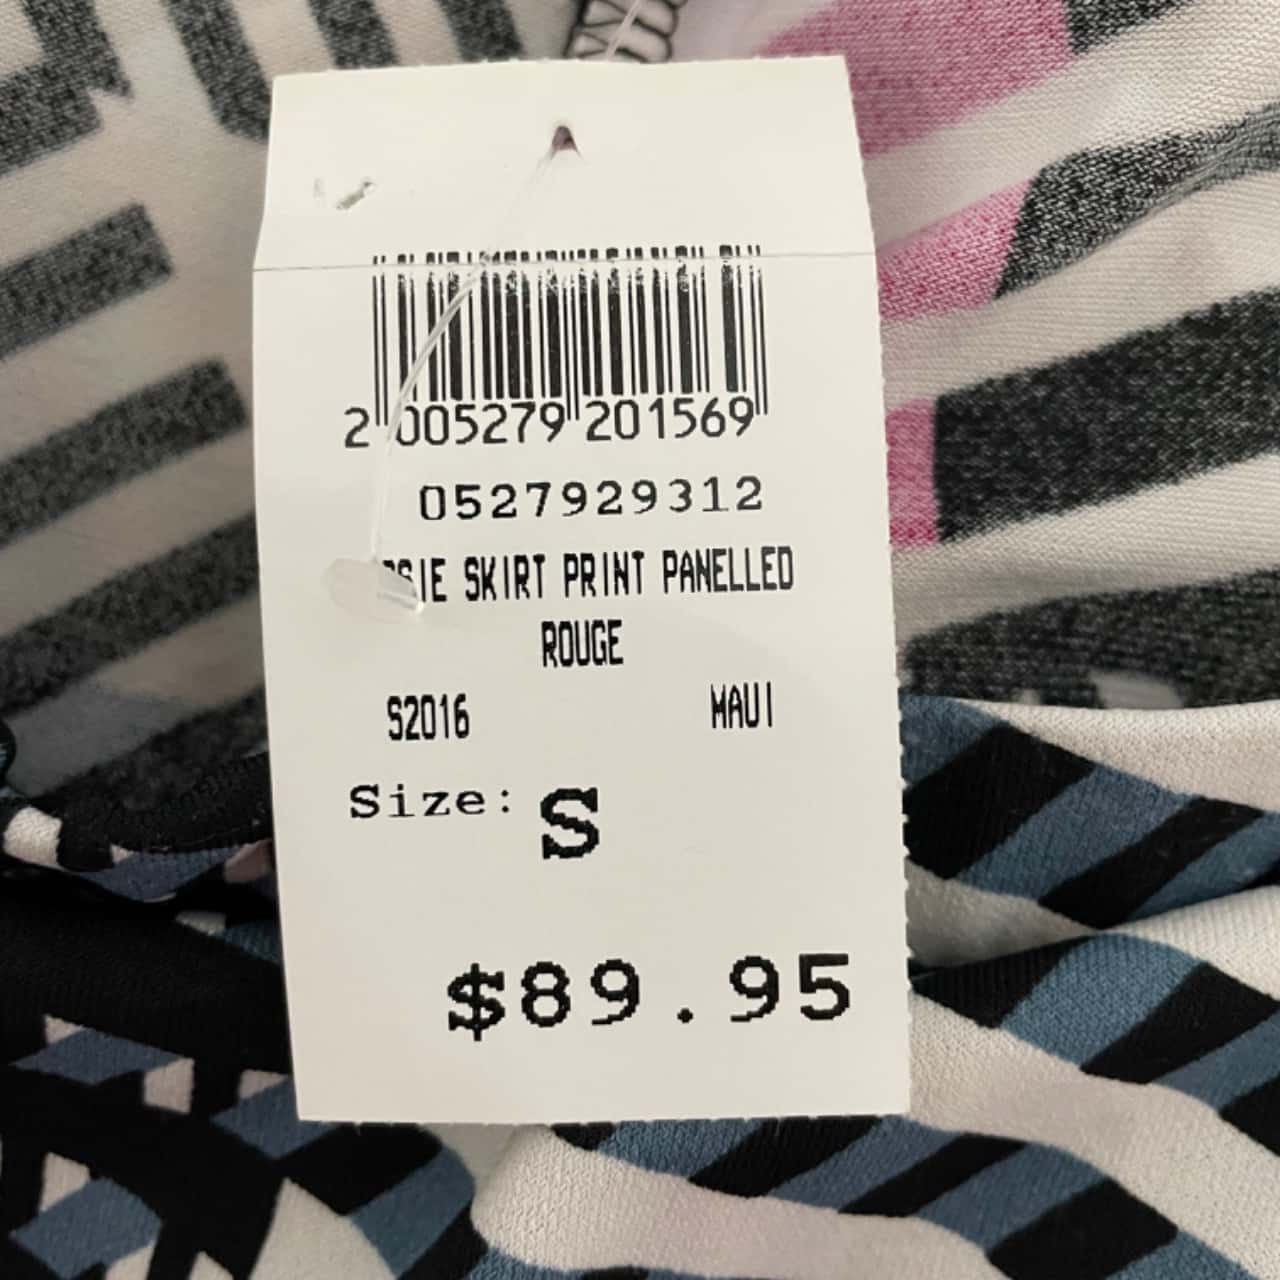 2 005279 201569
0527929312
SKIRT PRINT PANELLED
ROUGE
S2016 MAUI
Size: S
$89.95